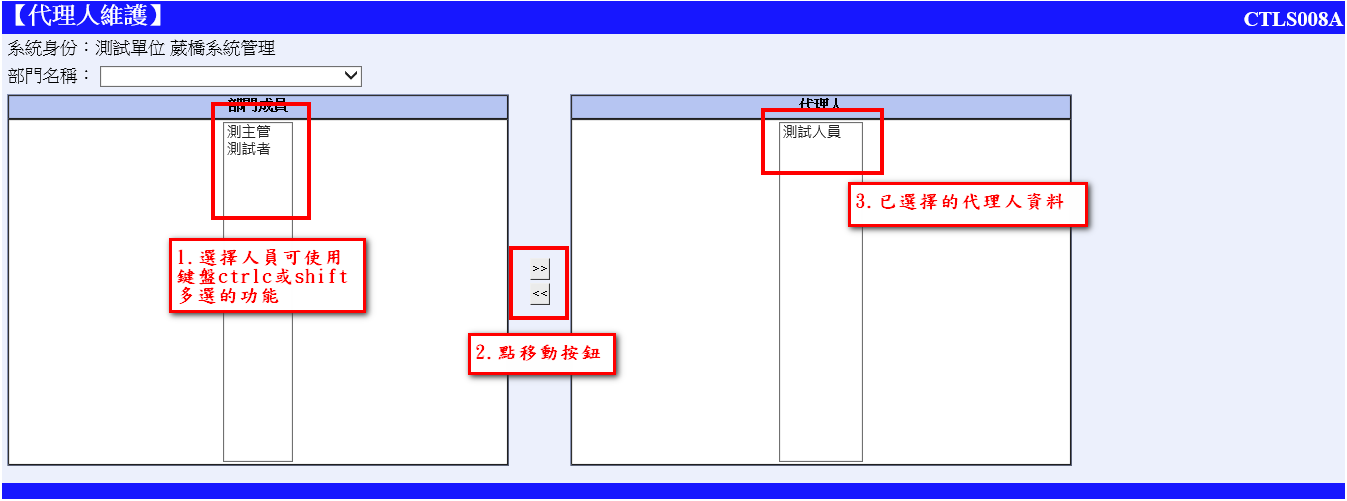 【代理人維護】
CTLS008A
系統身份：測試單位 葳橋系統管理
部門名稱：
部門成員
代理人
測主管
測試者
測試人員
3.已選擇的代理人資料
1.選擇人員可使用
鍵盤ctrlc或shift
多選的功能
>>
<<
2.點移動按鈕